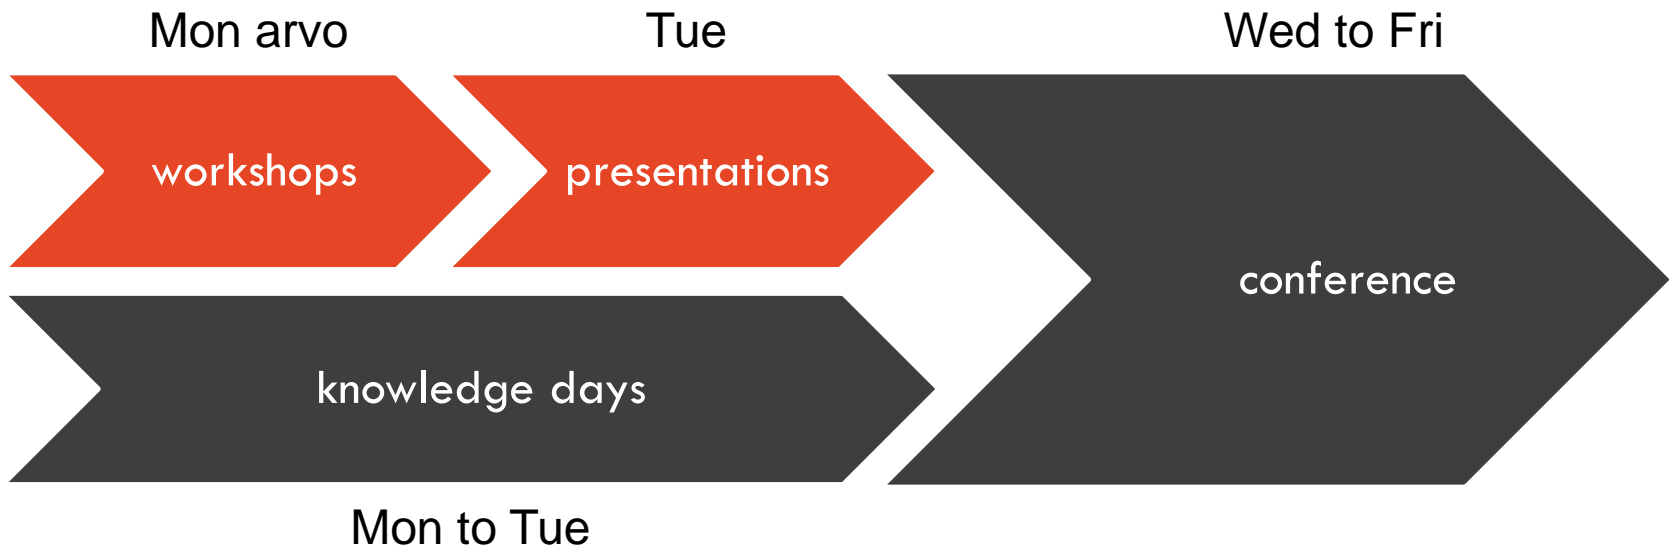 Mon arvo
Tue
Wed to Fri
workshops
presentations
conference
knowledge days
Mon to Tue